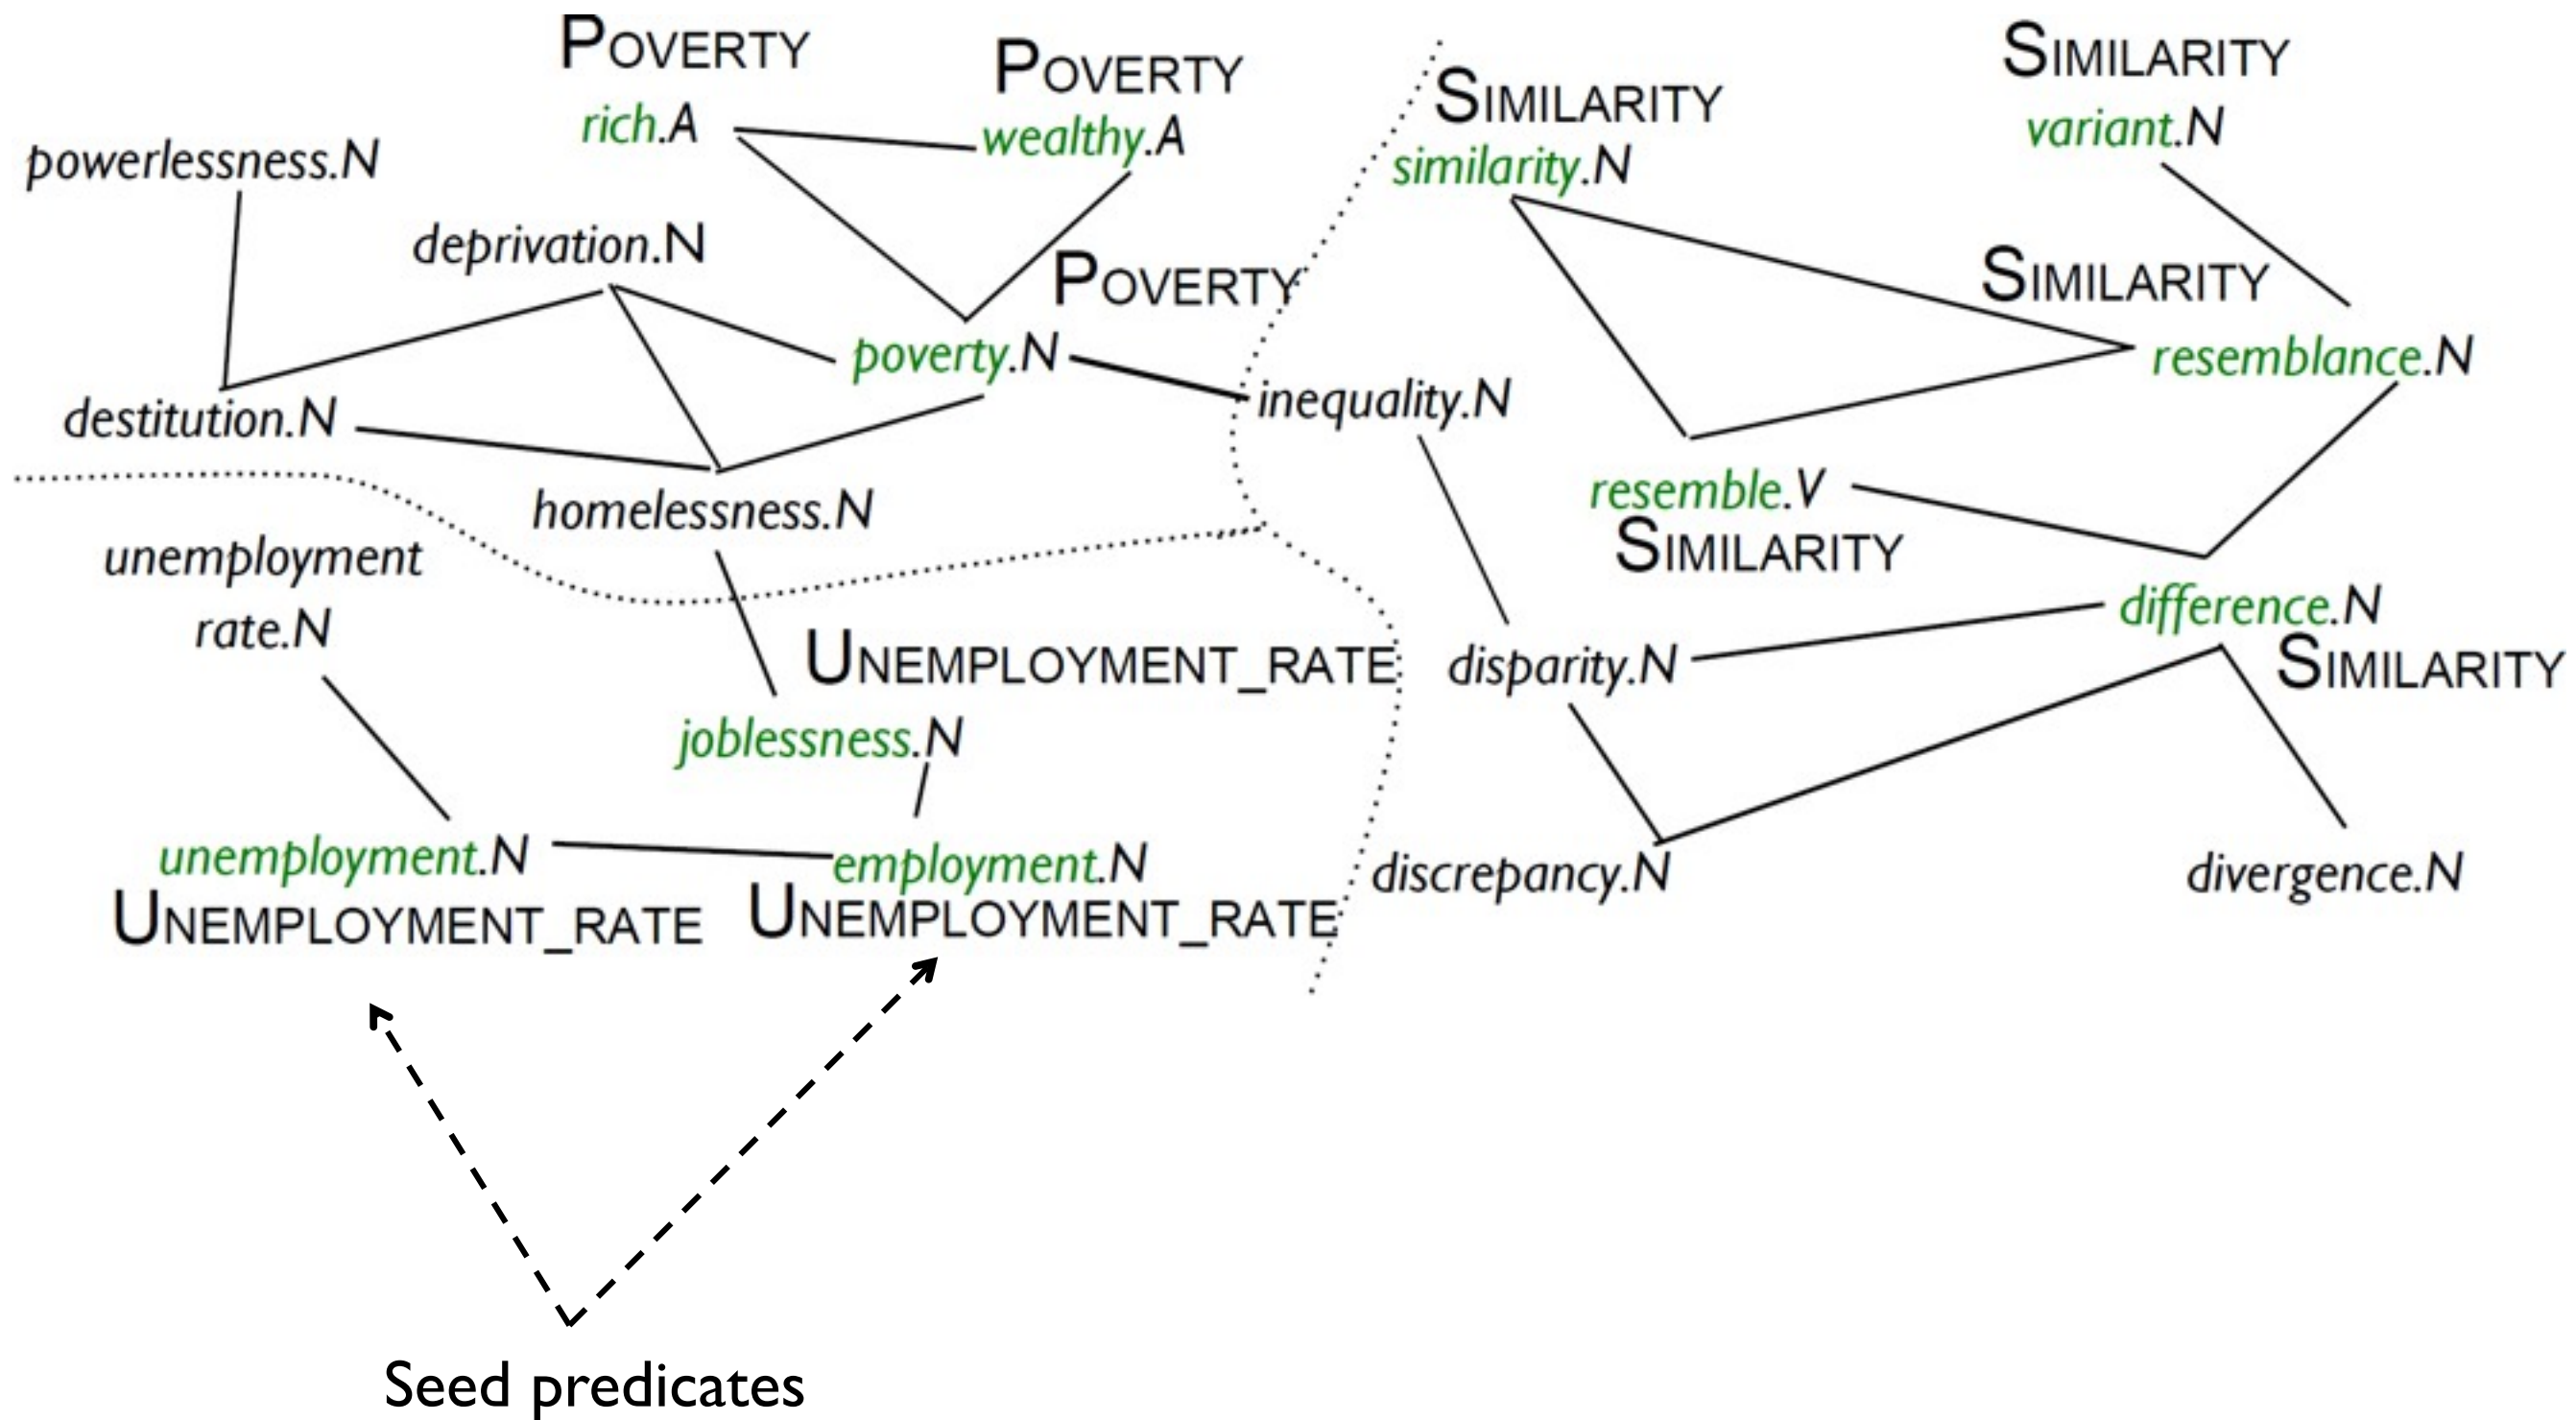 POVERTY
rich.A
POVERTY
wealthy.A
powerlessness.N
deprivation.N
POVERTY
poverty.N
destitution.N
homelessness.N
SIMILARITY
similarity.N
SIMILARITY
variant.N
SIMILARITY
resemblance.N
inequality.N
resemble.V
SIMILARITY
difference.N
SIMILARITY
disparity.N
discrepancy.N
divergence.N
unemployment
rate.N
UNEMPLOYMENT_RATE
joblessness.N
unemployment.N
UNEMPLOYMENT_RATE
employment.N
UNEMPLOYMENT_RATE
Seed predicates